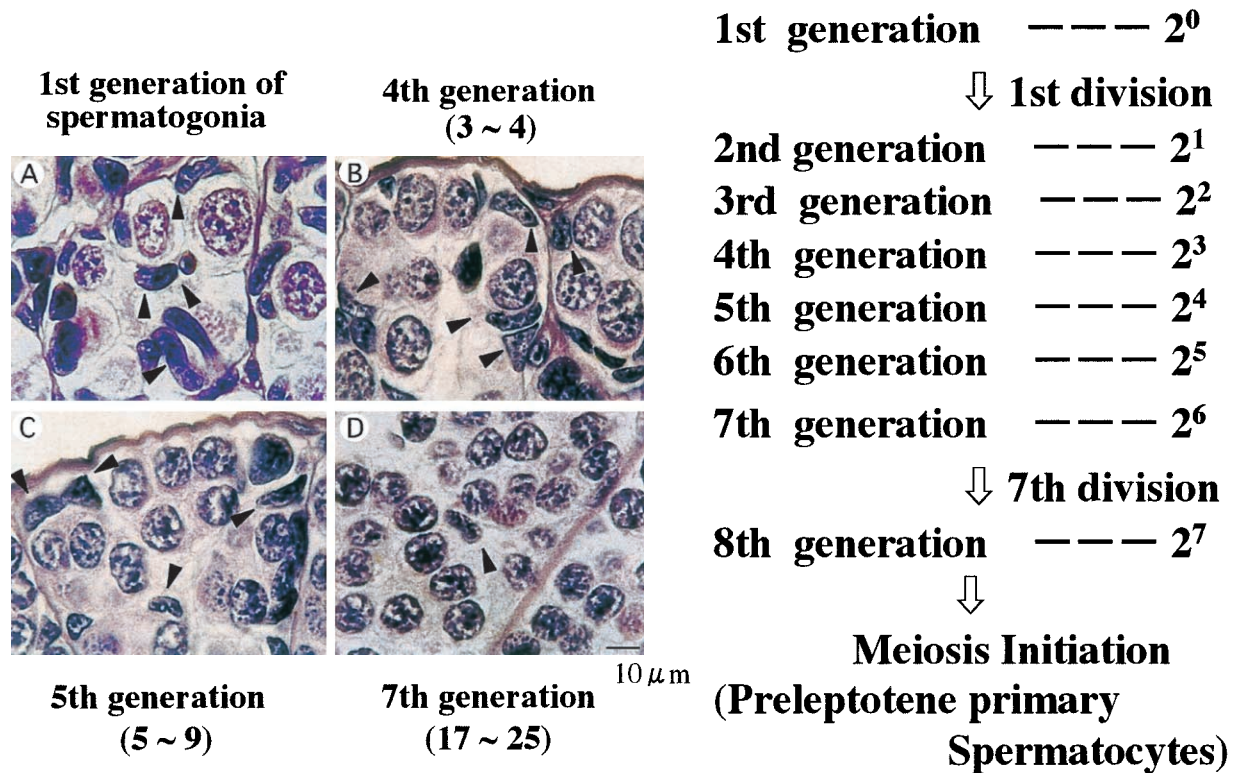 1st generation of
spermatogonia
4th generation
(3 ~ 4)
A
B
C
D
10 μm
5th generation
(5 ~ 9)
7th generation
(17 ~ 25)
1st generation — — — 2⁰
⇩ 1st division
2nd generation — — — 2¹
3rd generation — — — 2²
4th generation — — — 2³
5th generation — — — 2⁴
6th generation — — — 2⁵
7th generation — — — 2⁶
⇩ 7th division
8th generation — — — 2⁷
⇩
Meiosis Initiation
(Preleptotene primary
Spermatocytes)